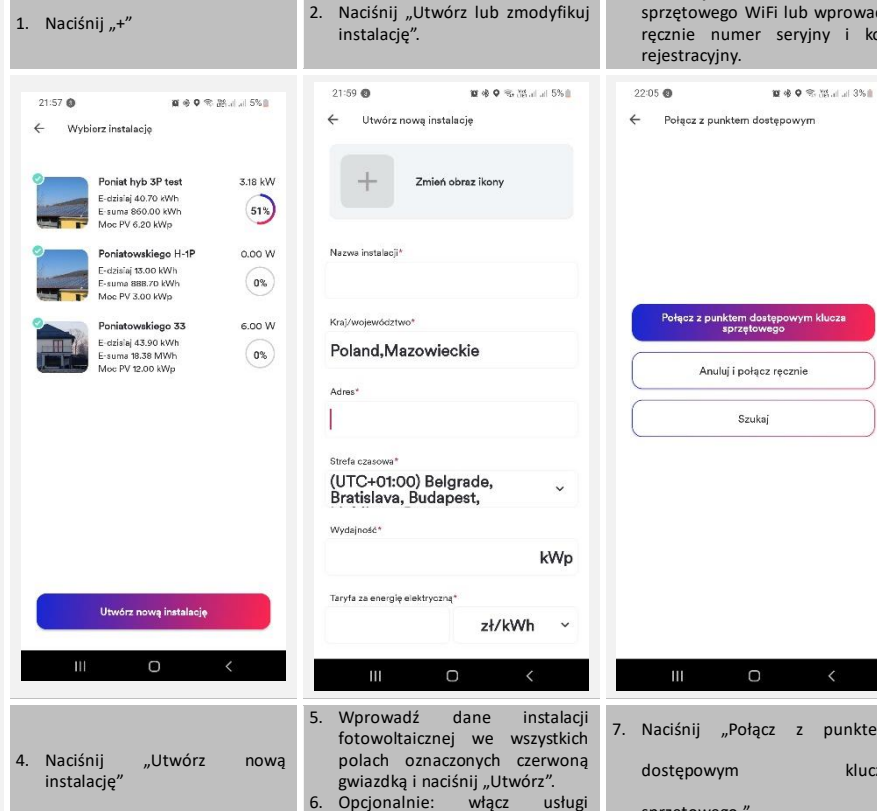 1. Naciśnij „+"
2. Naciśnij „Utwórz lub zmodyfikuj
instalację".
sprzętowego WiFi lub
ręcznie numer seryjny i
rejestracyjny.
21:57
5%
Wybierz instalację
Poniat hyb 3P test
3.18 kW
E-dzisiaj 40.70 kWh
E-suma 860.00 kWh
Moc PV 6.20 kWp
51%
Poniatowskiego H-1P
0.00 W
E-dzisiaj 13.00 kWh
E-suma 888.70 kWh
Moc PV 3.00 kWp
0%
Poniatowskiego 33
6.00 W
E-dzisiaj 43.90 kWh
E-suma 18.38 MWh
Moc PV 12.00 kWp
0%
Utwórz nową instalację
21:59
5%
Utwórz nową instalację
Zmień obraz ikony
Nazwa instalacji*
Kraj/województwo*
Poland,Mazowieckie
Adres*
Strefa czasowa*
(UTC+01:00) Belgrade,
Bratislava, Budapest,
Wydajność*
kWp
Taryfa za energię elektryczną*
zł/kWh
22:05
3%
Połącz z punktem dostępowym
Połącz z punktem dostępowym klucza
sprzętowego
Anuluj i połącz ręcznie
Szukaj
4. Naciśnij „Utwórz nową
instalację"
5. Wprowadź dane instalacji
fotowoltaicznej we wszystkich
polach oznaczonych czerwoną
gwiazdką i naciśnij „Utwórz".
6. Opcjonalnie: włącz usługi
7. Naciśnij „Połącz z
dostępowym